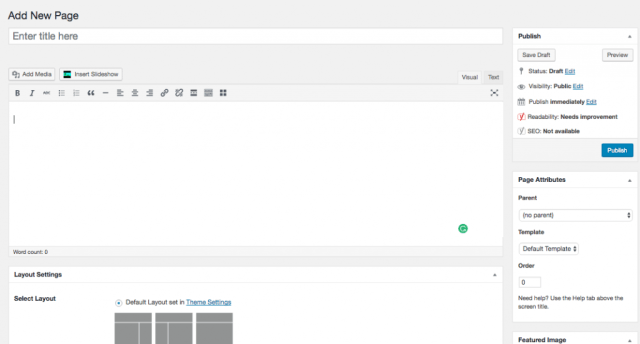 Add New Page
Enter title here
Add Media
Insert Slideshow
Visual
Text
B I ABC
Word count: 0
Layout Settings
Select Layout
Default Layout set in Theme Settings
Publish
Save Draft
Preview
Status: Draft Edit
Visibility: Public Edit
Publish immediately Edit
Readability: Needs improvement
SEO: Not available
Publish
Page Attributes
Parent
(no parent)
Template
Default Template
Order
0
Need help? Use the Help tab above the
screen title.
Featured Image